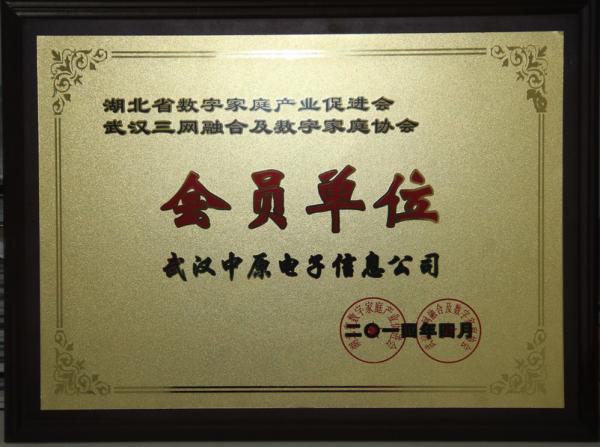 湖北省数字家庭产业促进会
武汉三网融合及数字家庭协会
会员单位
武汉中原电子信息公司
二〇一四年四月